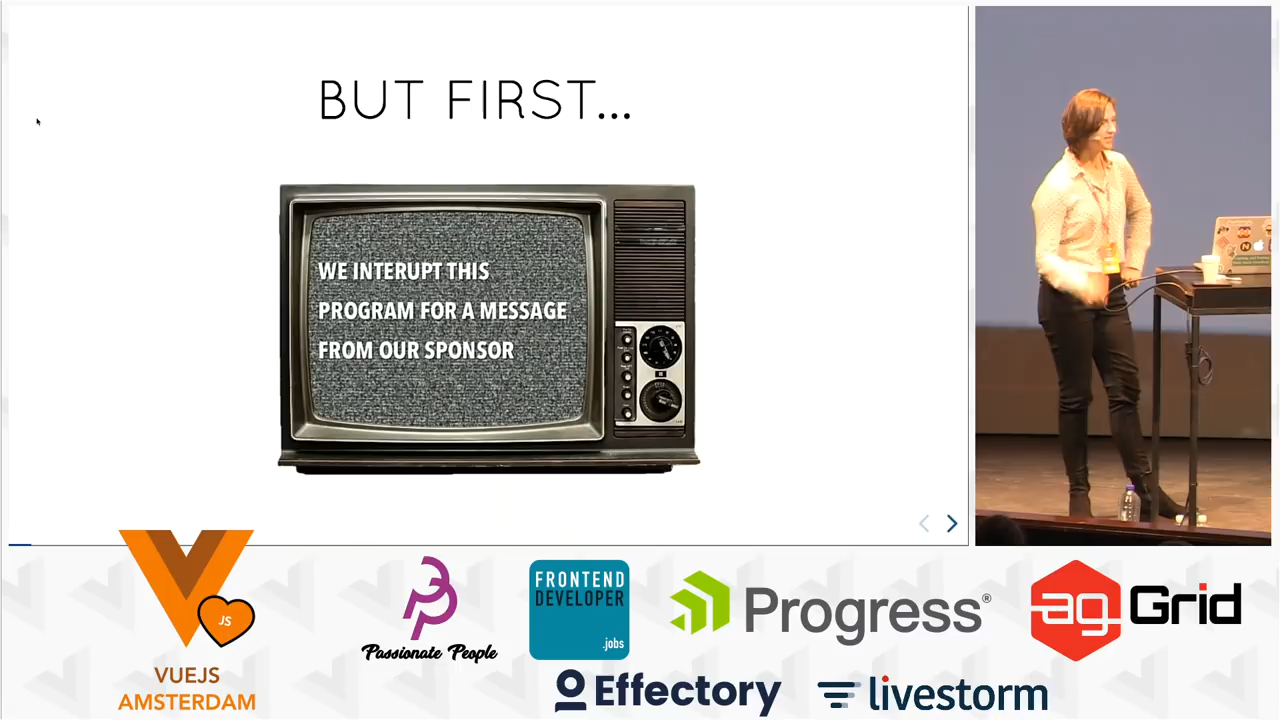 BUT FIRST...
WE INTERUPT THIS
PROGRAM FOR A MESSAGE
FROM OUR SPONSOR
JS
VUEJS
AMSTERDAM
Passionate People
FRONTEND
DEVELOPER
.jobs
Progress®
ag Grid
Effectory
livestorm